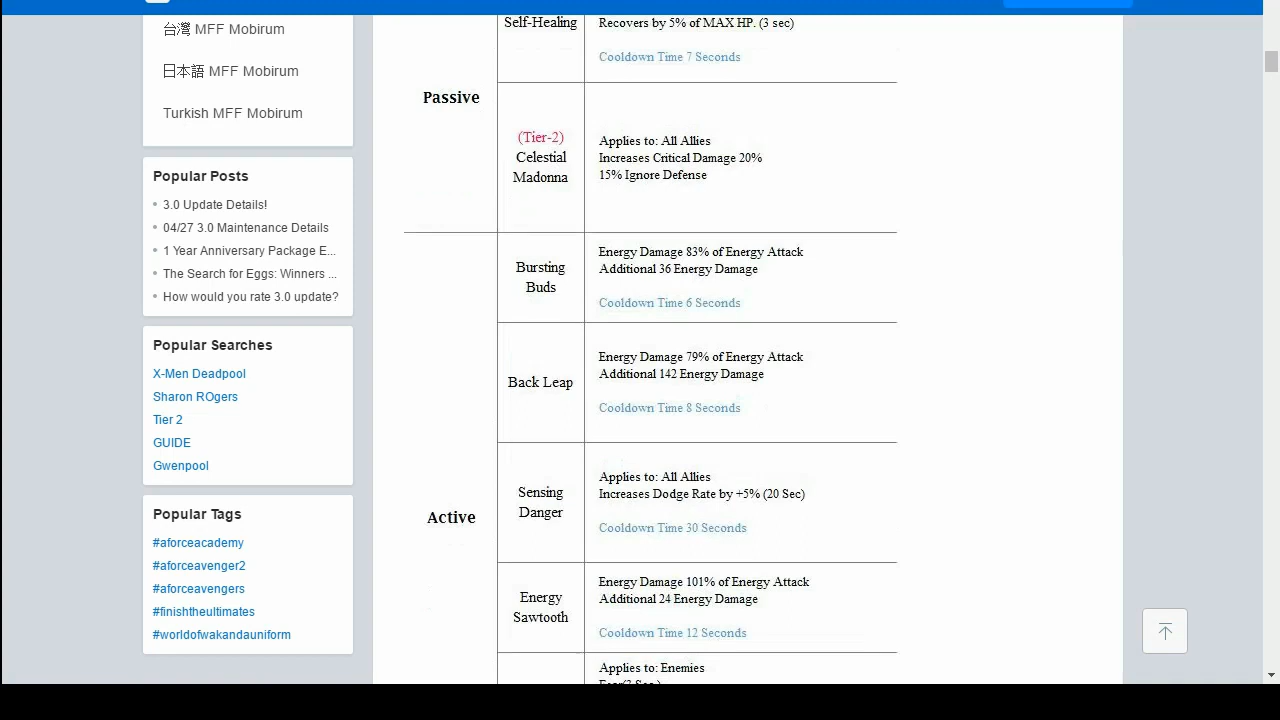 台灣 MFF Mobirum
日本語 MFF Mobirum
Turkish MFF Mobirum
Popular Posts
3.0 Update Details!
04/27 3.0 Maintenance Details
1 Year Anniversary Package E...
The Search for Eggs: Winners ...
How would you rate 3.0 update?
Popular Searches
X-Men Deadpool
Sharon ROgers
Tier 2
GUIDE
Gwenpool
Popular Tags
#aforceacademy
#aforceavenger2
#aforceavengers
#finishtheultimates
#worldofwakandauniform
Passive
Self-Healing
Recovers by 5% of MAX HP. (3 sec)
Cooldown Time 7 Seconds
(Tier-2)
Celestial
Madonna
Applies to: All Allies
Increases Critical Damage 20%
15% Ignore Defense
Active
Bursting
Buds
Energy Damage 83% of Energy Attack
Additional 36 Energy Damage
Cooldown Time 6 Seconds
Back Leap
Energy Damage 79% of Energy Attack
Additional 142 Energy Damage
Cooldown Time 8 Seconds
Sensing
Danger
Applies to: All Allies
Increases Dodge Rate by +5% (20 Sec)
Cooldown Time 30 Seconds
Energy
Sawtooth
Energy Damage 101% of Energy Attack
Additional 24 Energy Damage
Cooldown Time 12 Seconds
Applies to: Enemies
Fear(3 Sec.)